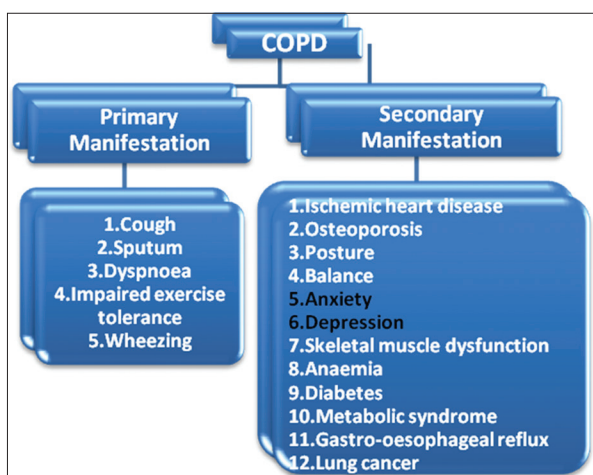 COPD
Primary
Manifestation
Secondary
Manifestation
1.Cough
2.Sputum
3.Dyspnoea
4.Impaired exercise
tolerance
5.Wheezing
1.Ischemic heart disease
2.Osteoporosis
3.Posture
4.Balance
5.Anxiety
6.Depression
7.Skeletal muscle dysfunction
8.Anaemia
9.Diabetes
10.Metabolic syndrome
11.Gastro-oesophageal reflux
12.Lung cancer